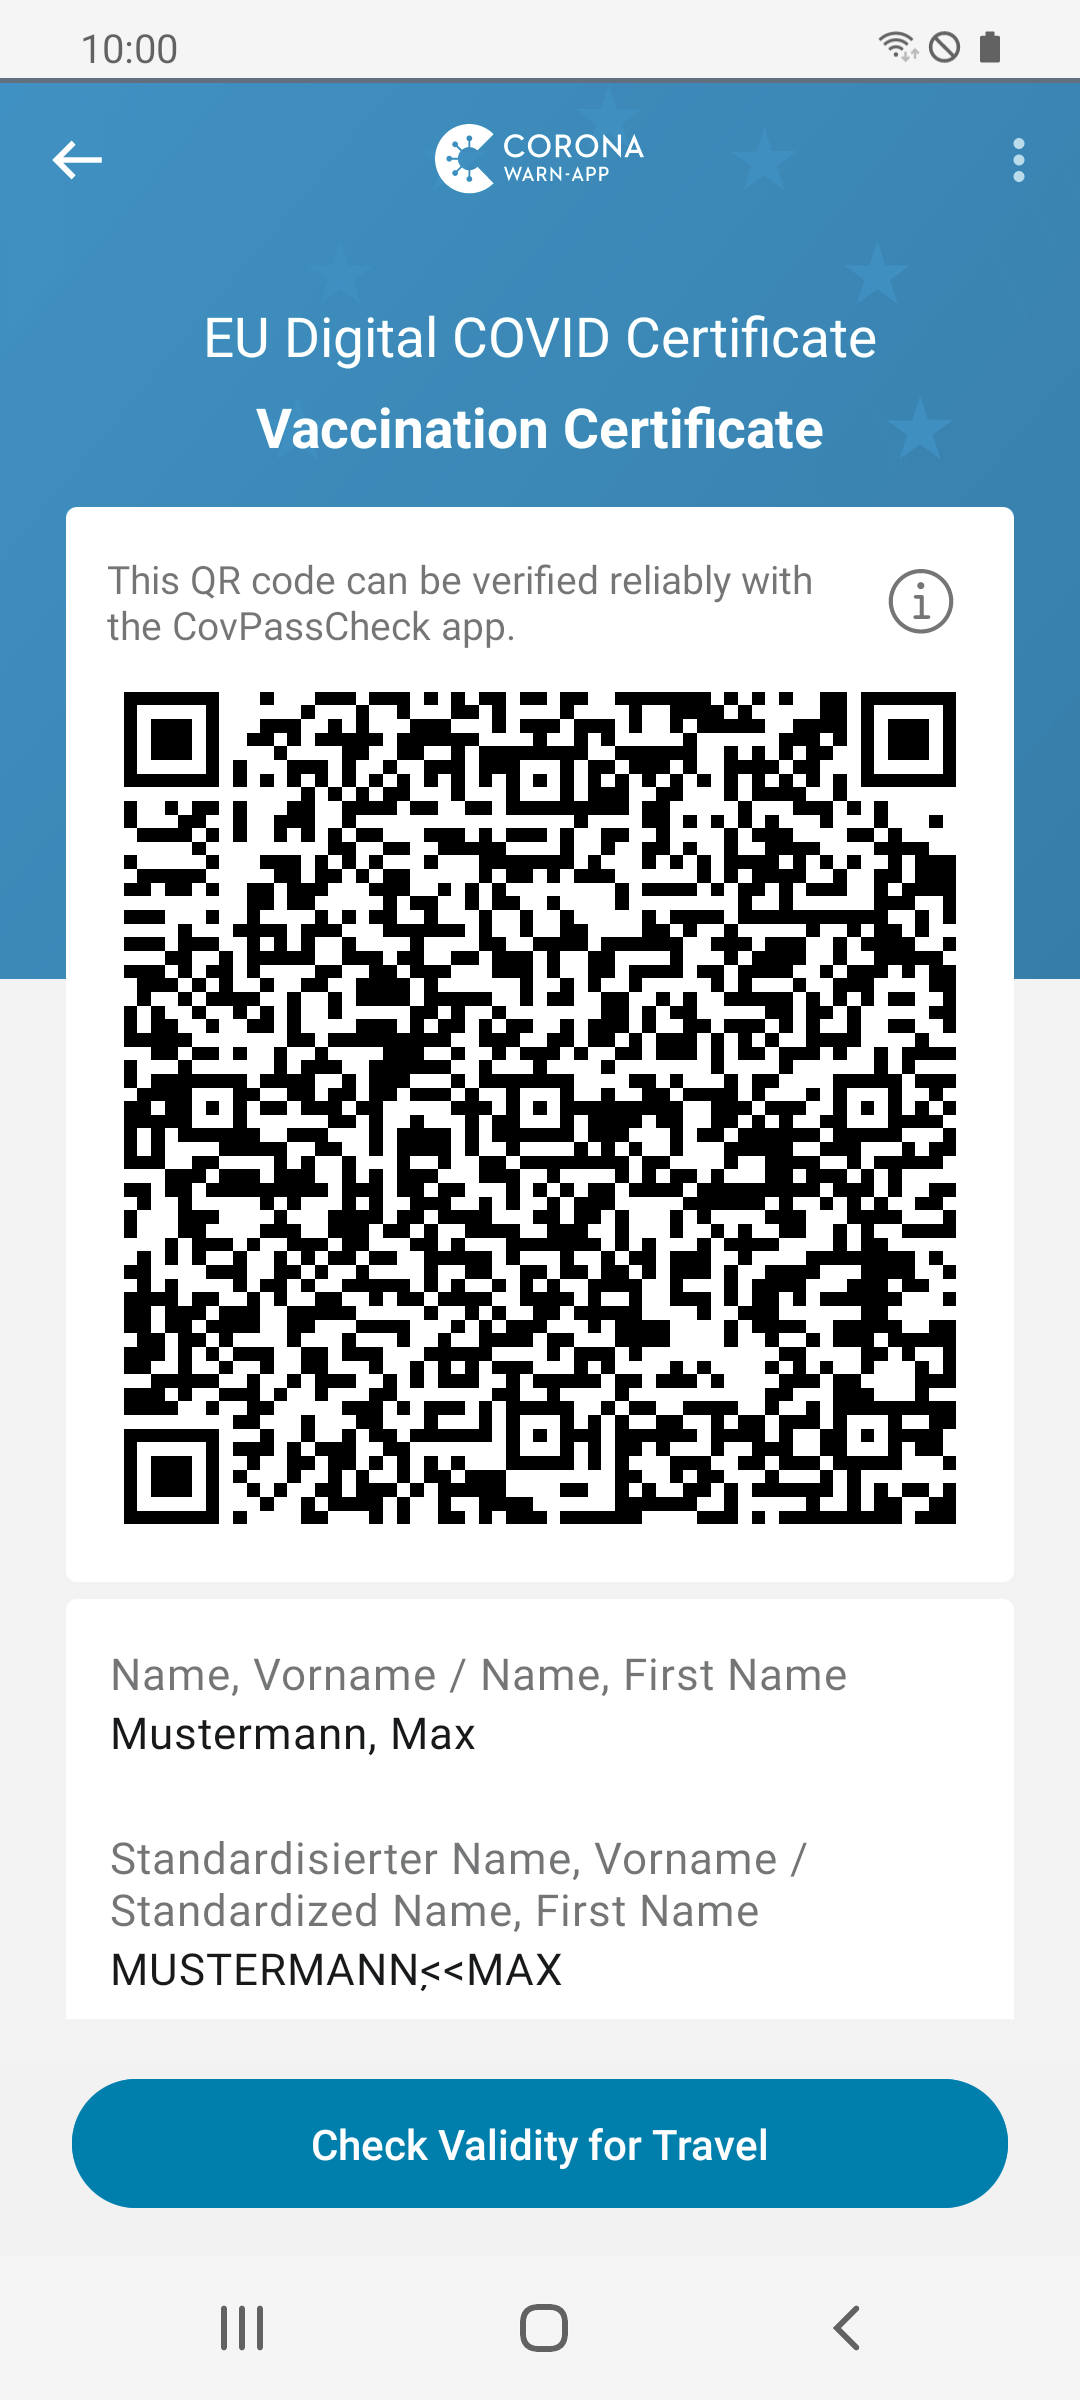 10:00
CORONA
WARN-APP
EU Digital COVID Certificate
Vaccination Certificate
This QR code can be verified reliably with
the CovPassCheck app.
Name, Vorname / Name, First Name
Mustermann, Max
Standardisierter Name, Vorname /
Standardized Name, First Name
MUSTERMANN,<<MAX
Check Validity for Travel